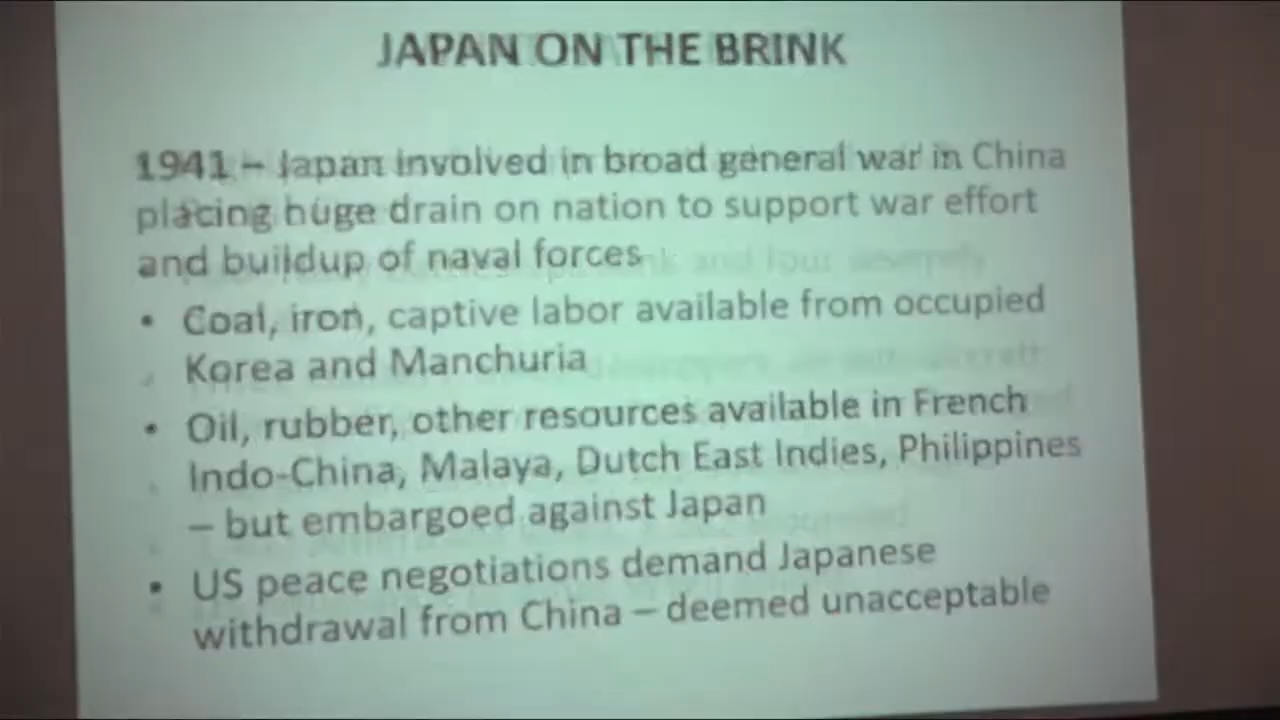 JAPAN ON THE BRINK
1941 – Japan involved in broad general war in China
placing huge drain on nation to support war effort
and buildup of naval forces
• Coal, iron, captive labor available from occupied
Korea and Manchuria
• Oil, rubber, other resources available in French
Indo-China, Malaya, Dutch East Indies, Philippines
– but embargoed against Japan
• US peace negotiations demand Japanese
withdrawal from China – deemed unacceptable